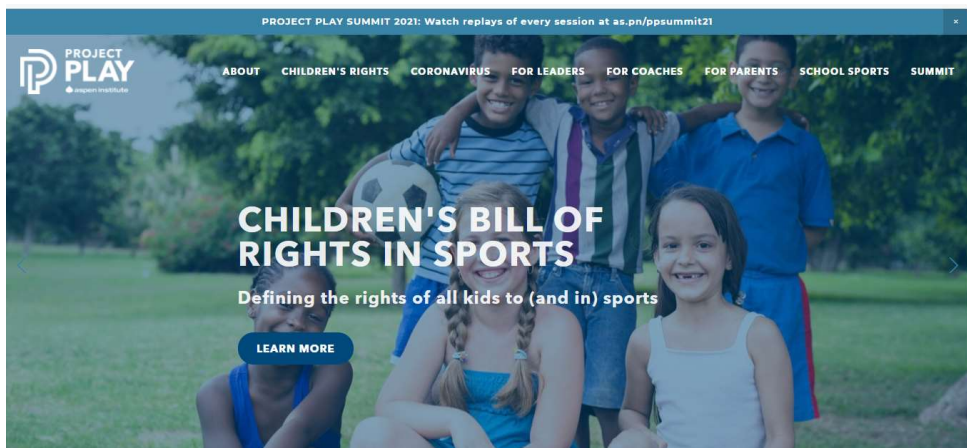 PROJECT PLAY SUMMIT 2021: Watch replays of every session at as.pn/ppsummit21
×
PROJECT
PLAY
aspen institute
ABOUT CHILDREN'S RIGHTS CORONAVIRUS FOR LEADERS FOR COACHES FOR PARENTS SCHOOL SPORTS SUMMIT
CHILDREN'S BILL OF
RIGHTS IN SPORTS
Defining the rights of all kids to (and in) sports
LEARN MORE